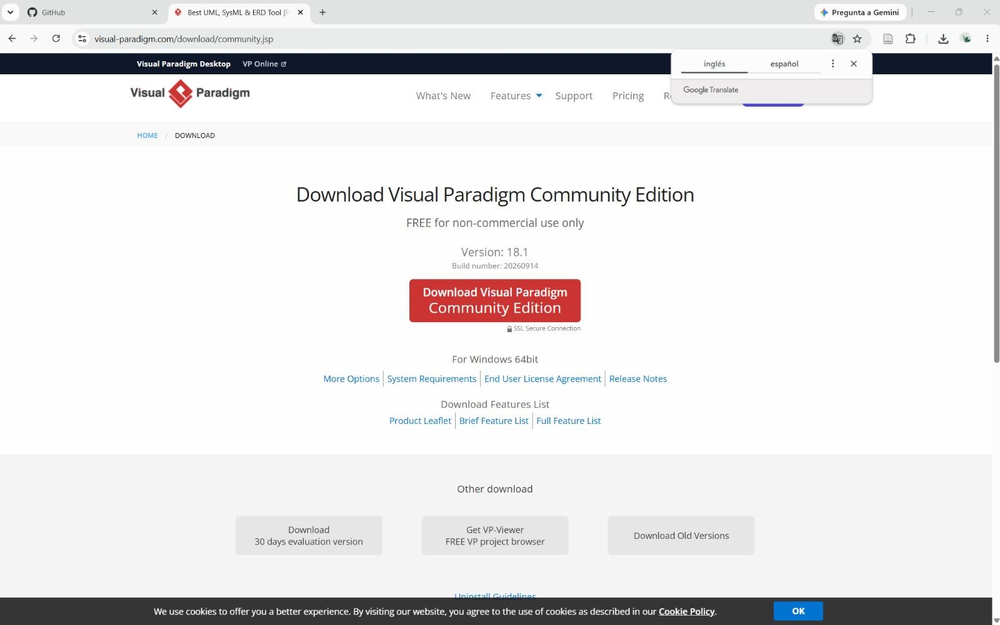 GitHub
Best UML, SysML & ERD Tool [F
Pregunta a Gemini
visual-paradigm.com/download/community.jsp
Visual Paradigm Desktop
VP Online
inglés
español
Google Translate
Visual Paradigm
What's New
Features
Support
Pricing
R
HOME / DOWNLOAD
Download Visual Paradigm Community Edition
FREE for non-commercial use only
Version: 18.1
Build number: 20260914
Download Visual Paradigm
Community Edition
SSL Secure Connection
For Windows 64bit
More Options | System Requirements | End User License Agreement | Release Notes
Download Features List
Product Leaflet | Brief Feature List | Full Feature List
Other download
Download
30 days evaluation version
Get VP-Viewer
FREE VP project browser
Download Old Versions
Uninstall Guidelines
We use cookies to offer you a better experience. By visiting our website, you agree to the use of cookies as described in our Cookie Policy.
OK